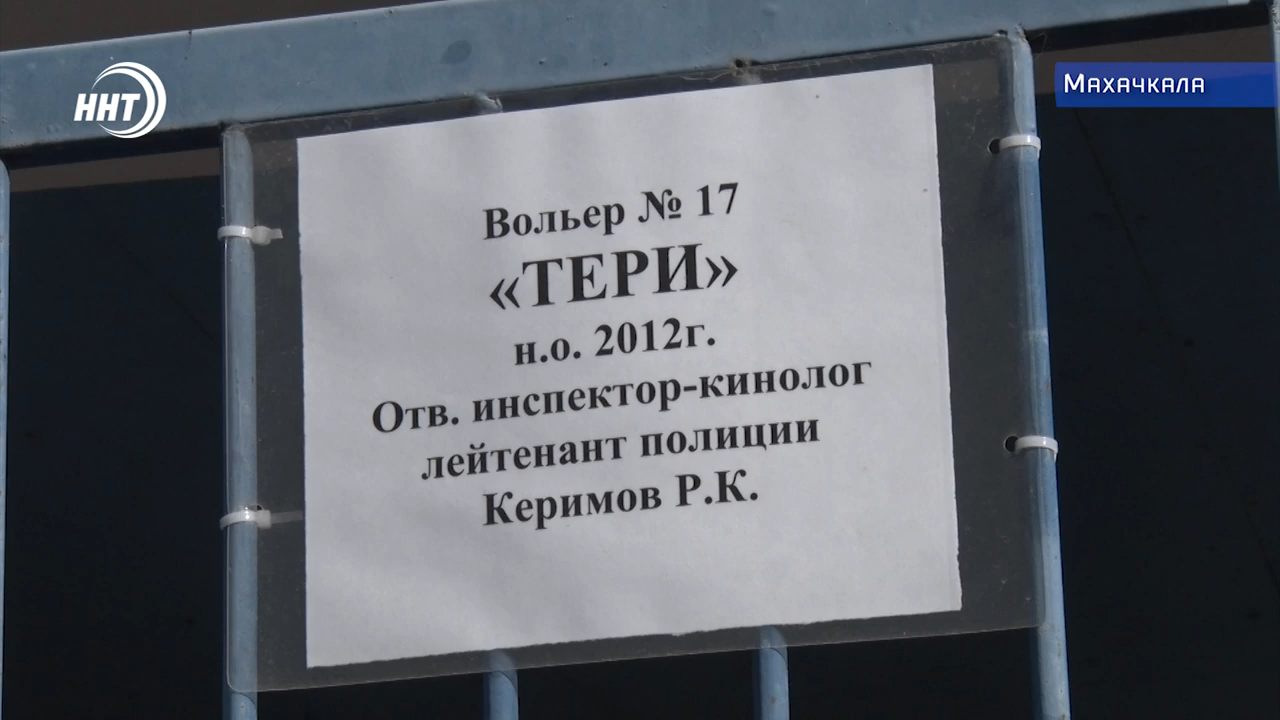 ННТ
Махачкала
Вольер № 17
«ТЕРИ»
н.о. 2012г.
Отв. инспектор-кинолог
лейтенант полиции
Керимов Р.К.